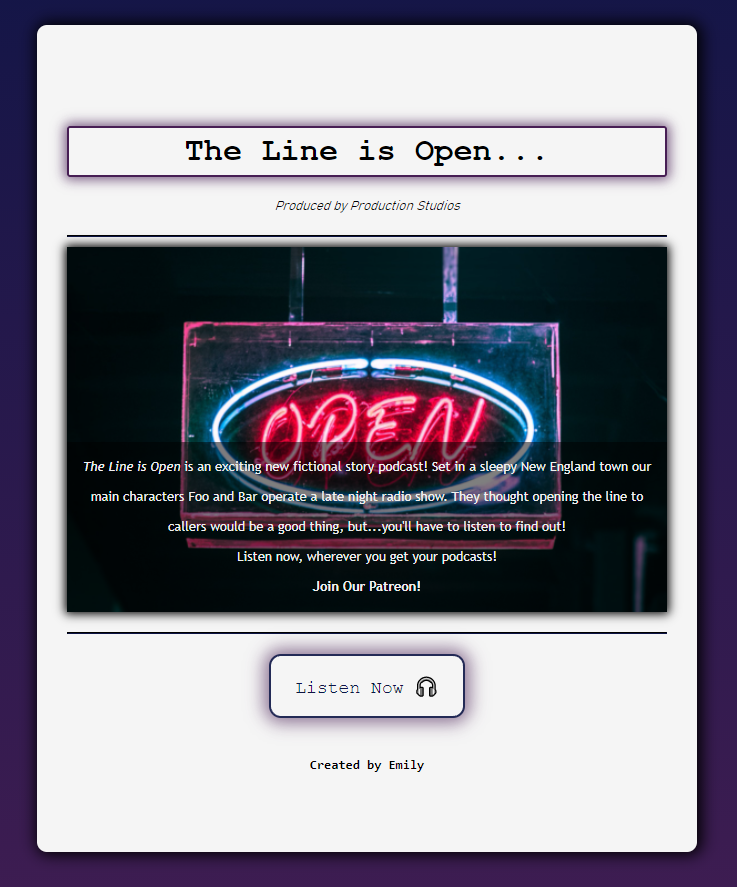 The Line is Open...
Produced by Production Studios
OPEN
The Line is Open is an exciting new fictional story podcast! Set in a sleepy New England town our
main characters Foo and Bar operate a late night radio show. They thought opening the line to
callers would be a good thing, but...you'll have to listen to find out!
Listen now, wherever you get your podcasts!
Join Our Patreon!
Listen Now
Created by Emily